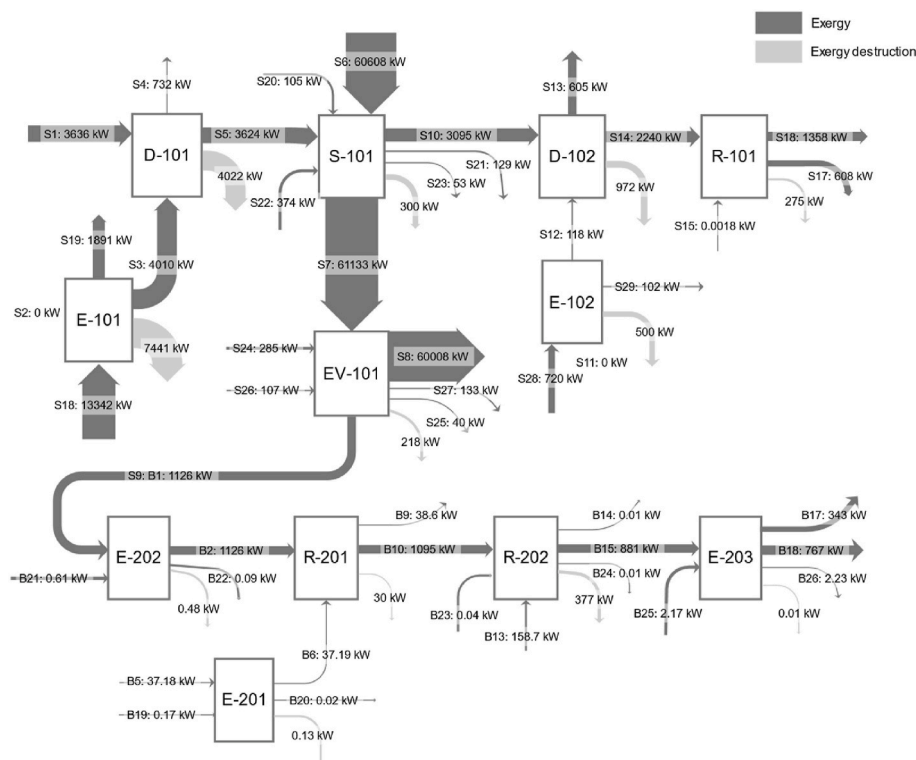 Exergy
Exergy destruction
S6: 60608 kW
S20: 105 kW
S4: 732 kW
S13: 605 kW
S1: 3636 kW
D-101
S5: 3624 kW
S-101
S10: 3095 kW
D-102
S14: 2240 kW
R-101
S18: 1358 kW
S21: 129 kW
S23: 53 kW
S17: 608 kW
4022 kW
S22: 374 kW
300 kW
972 kW
275 kW
S15: 0.0018 kW
S12: 118 kW
S19: 1891 kW
S3: 4010 kW
S7: 61133 kW
S2: 0 kW
E-101
E-102
S29: 102 kW
7441 kW
500 kW
S11: 0 kW
S28: 720 kW
S24: 285 kW
EV-101
S8: 60008 kW
S26: 107 kW
S27: 133 kW
S25: 40 kW
S18: 13342 kW
218 kW
S9: B1: 1126 kW
B9: 38.6 kW
B14: 0.01 kW
B17: 343 kW
E-202
B2: 1126 kW
R-201
B10: 1095 kW
R-202
B15: 881 kW
E-203
B18: 767 kW
B21: 0.61 kW
B22: 0.09 kW
B24: 0.01 kW
B26: 2.23 kW
0.48 kW
30 kW
B23: 0.04 kW
377 kW
B25: 2.17 kW
0.01 kW
B13: 158.7 kW
B6: 37.19 kW
B5: 37.18 kW
E-201
B20: 0.02 kW
B19: 0.17 kW
0.13 kW